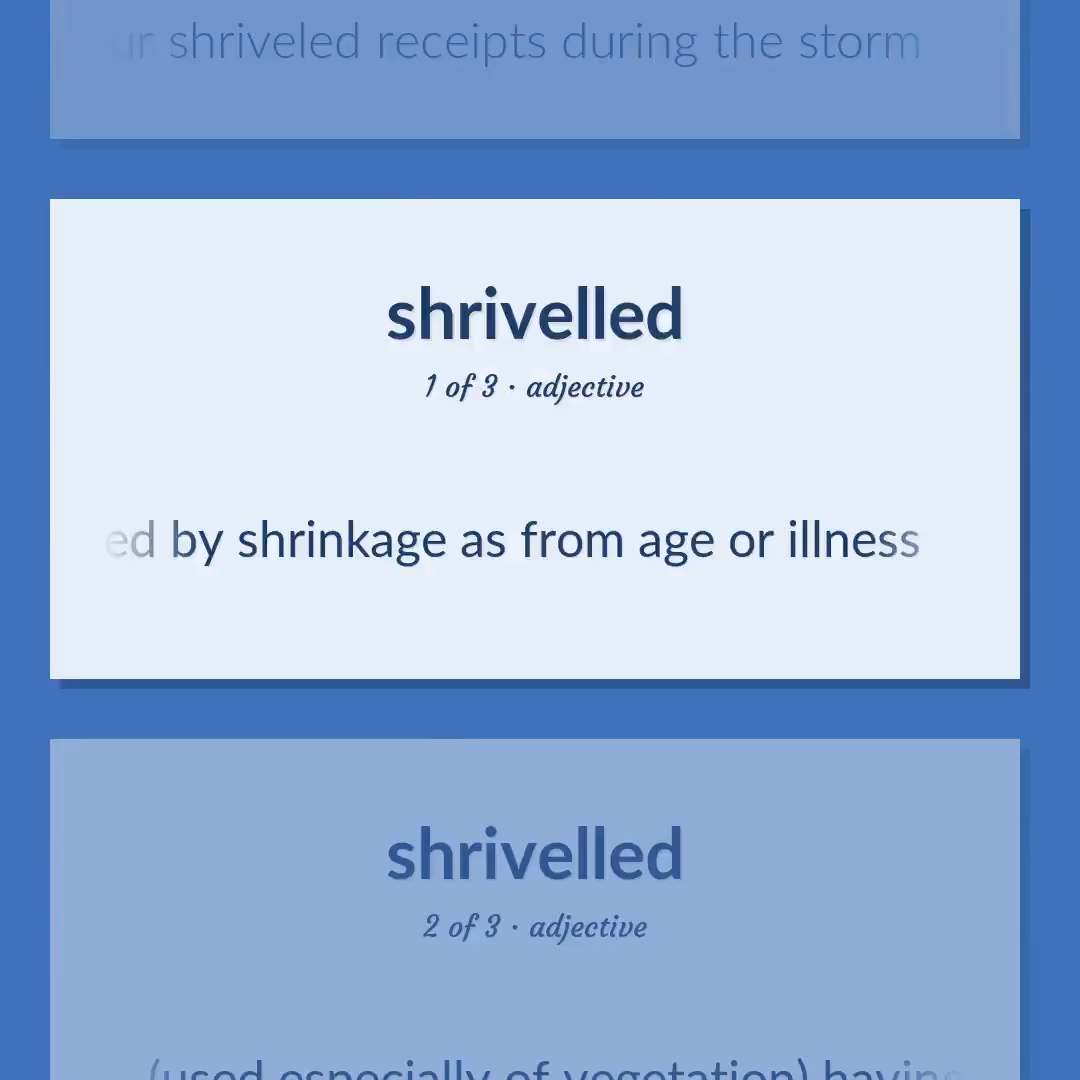 shriveled receipts during the storm
shrivelled
1 of 3 · adjective
ed by shrinkage as from age or illness
shrivelled
2 of 3 · adjective
(used especially of vegetation) having